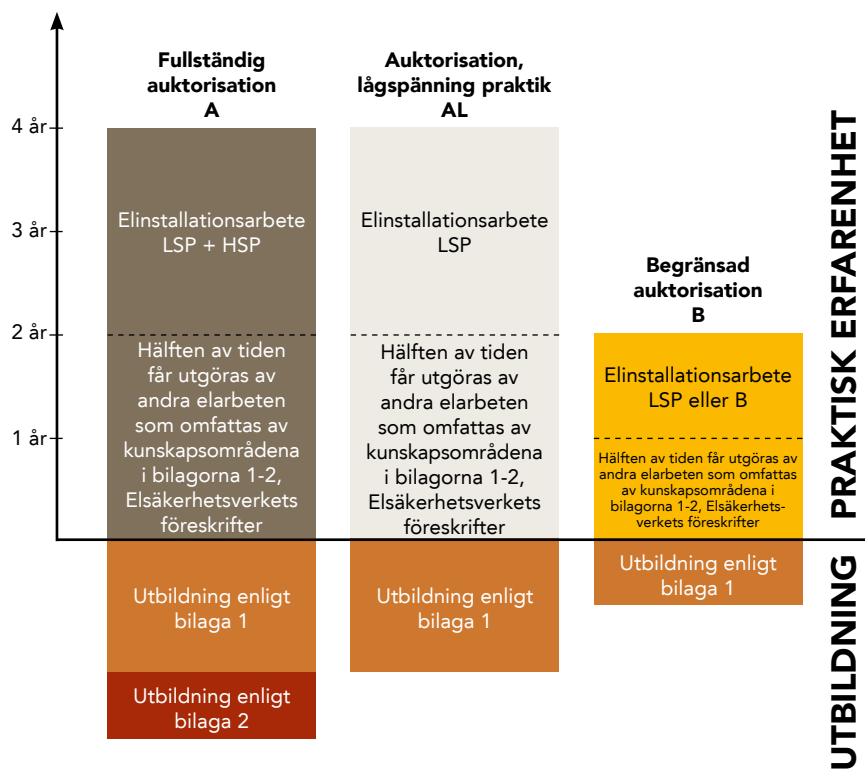 Fullständig
auktorisation
A
Auktorisation,
lågspänning praktik
AL
Begränsad
auktorisation
B
4 år
3 år
2 år
1 år
Elinstallationsarbete
LSP + HSP
Hälften av tiden
får utgöras av
andra elarbeten
som omfattas av
kunskapsområdena
i bilagorna 1-2,
Elsäkerhetsverkets
föreskrifter
Utbildning enligt
bilaga 1
Utbildning enligt
bilaga 2
Elinstallationsarbete
LSP
Hälften av tiden
får utgöras av
andra elarbeten
som omfattas av
kunskapsområdena
i bilagorna 1-2,
Elsäkerhetsverkets
föreskrifter
Utbildning enligt
bilaga 1
Elinstallationsarbete
LSP eller B
Hälften av tiden får utgöras av
andra elarbeten som omfattas
av kunskapsområdena i
bilagorna 1-2, Elsäkerhets-
verkets föreskrifter
Utbildning enligt
bilaga 1
PRAKTISK ERFARENHET
UTBILDNING